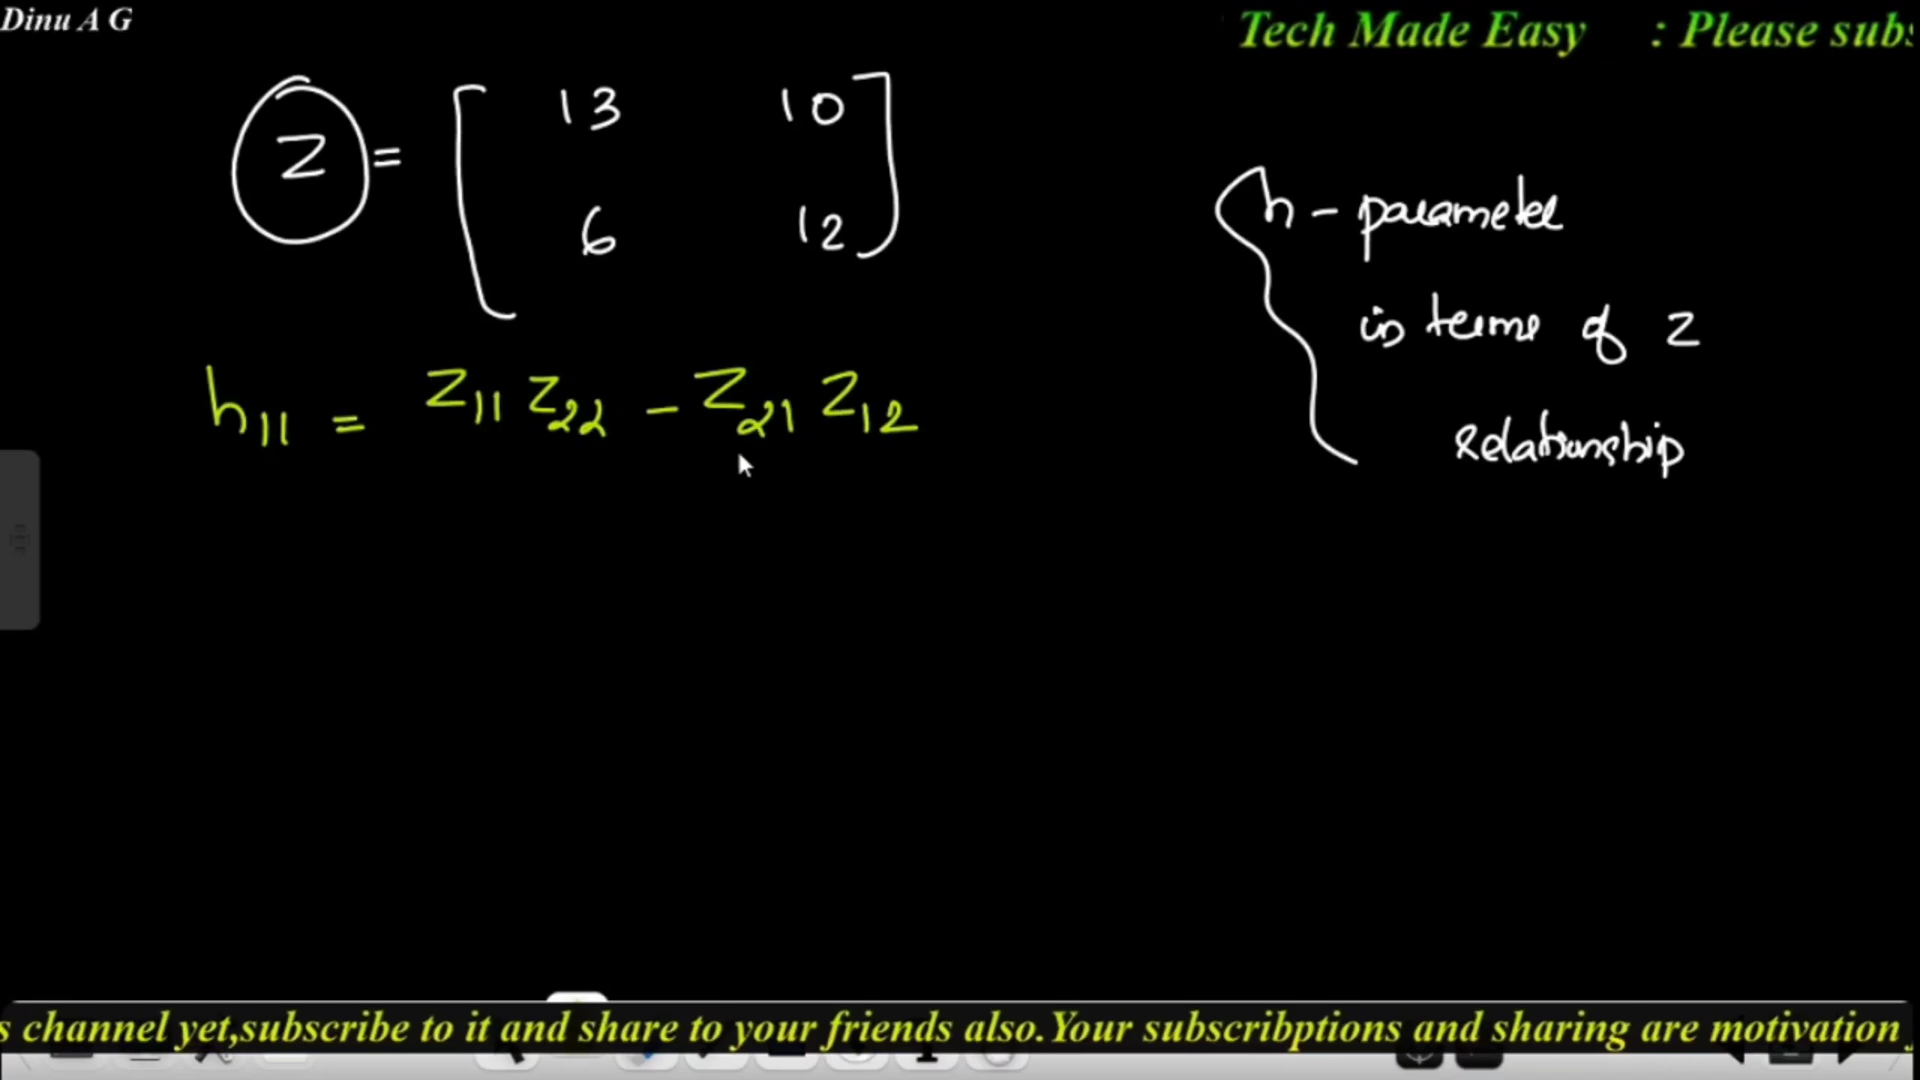 Dinu A G
Tech Made Easy : Please subs
Z = [ 13 10
6 12 ]
h - parameter
in terms of Z
relationship
h11 = Z11 Z22 - Z21 Z12
s channel yet,subscribe to it and share to your friends also.Your subscribptions and sharing are motivation